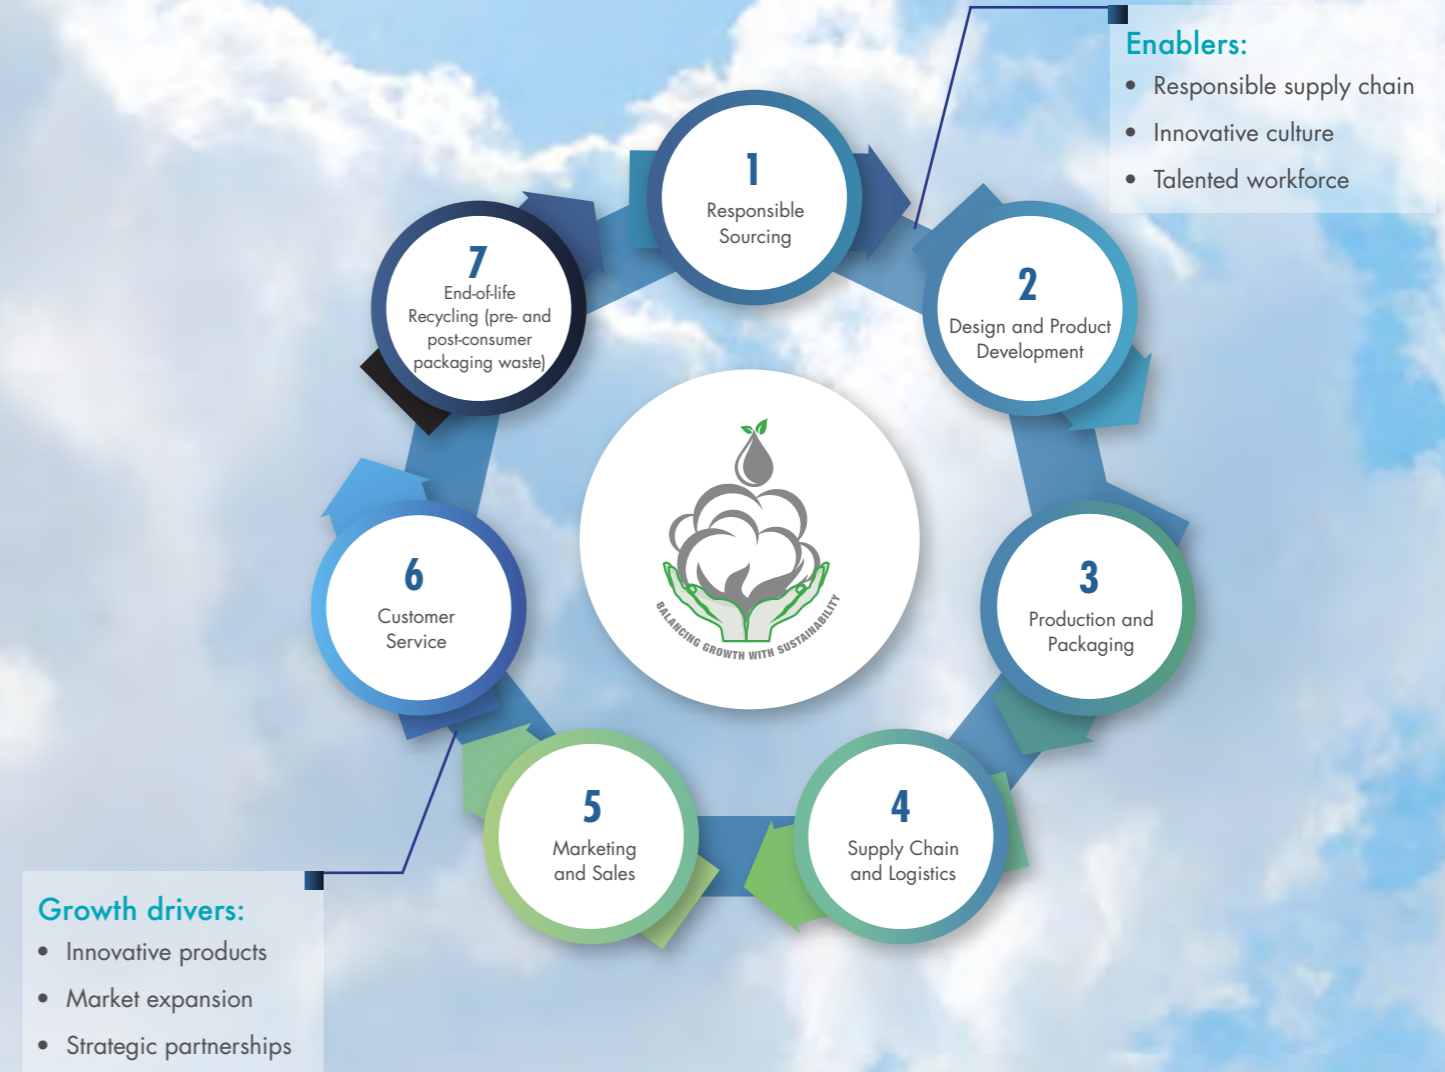 Enablers:
• Responsible supply chain
• Innovative culture
• Talented workforce
1
Responsible
Sourcing
2
Design and Product
Development
3
Production and
Packaging
4
Supply Chain
and Logistics
5
Marketing
and Sales
6
Customer
Service
7
End-of-life
Recycling (pre- and
post-consumer
packaging waste)
BALANCING GROWTH WITH SUSTAINABILITY
Growth drivers:
• Innovative products
• Market expansion
• Strategic partnerships